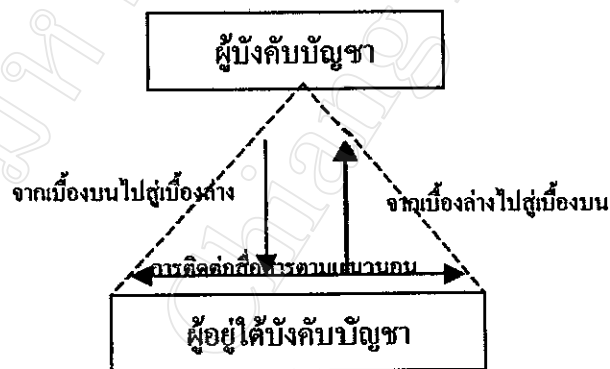 ผู้บังคับบัญชา
จากเบื้องบนไปสู่เบื้องล่าง
จากเบื้องล่างไปสู่เบื้องบน
การติดต่อสื่อสารตามแนวนอน
ผู้อยู่ใต้บังคับบัญชา
Chiang